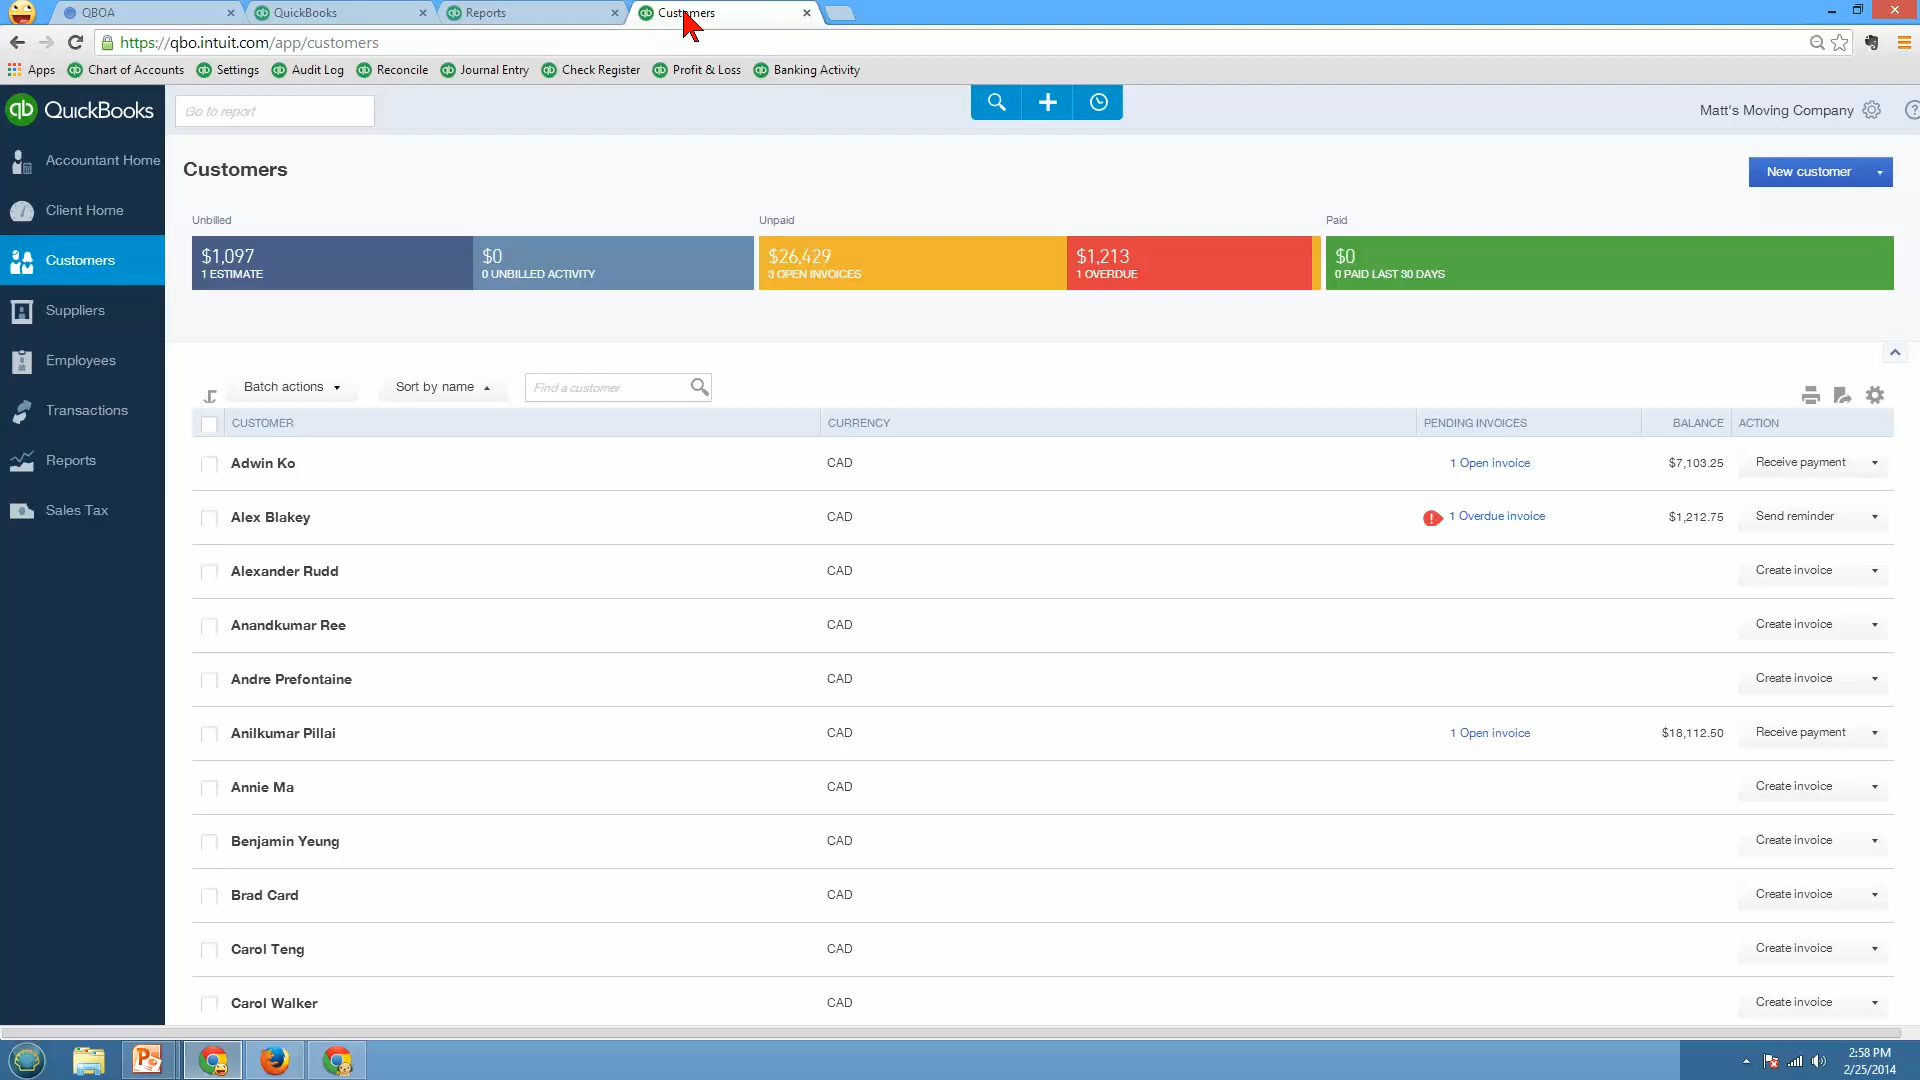 QBOA
QuickBooks
Reports
Customers
https://qbo.intuit.com/app/customers
Apps
Chart of Accounts
Settings
Audit Log
Reconcile
Journal Entry
Check Register
Profit & Loss
Banking Activity
qb QuickBooks
Go to report
Matt's Moving Company
Accountant Home
Client Home
Customers
Suppliers
Employees
Transactions
Reports
Sales Tax
Customers
New customer
Unbilled
Unpaid
Paid
$1,097
1 ESTIMATE
$0
0 UNBILLED ACTIVITY
$26,429
3 OPEN INVOICES
$1,213
1 OVERDUE
$0
0 PAID LAST 30 DAYS
Batch actions
Sort by name
Find a customer
CUSTOMER CURRENCY PENDING INVOICES BALANCE ACTION
Adwin Ko CAD 1 Open invoice $7,103.25 Receive payment
Alex Blakey CAD 1 Overdue invoice $1,212.75 Send reminder
Alexander Rudd CAD Create invoice
Anandkumar Ree CAD Create invoice
Andre Prefontaine CAD Create invoice
Anilkumar Pillai CAD 1 Open invoice $18,112.50 Receive payment
Annie Ma CAD Create invoice
Benjamin Yeung CAD Create invoice
Brad Card CAD Create invoice
Carol Teng CAD Create invoice
Carol Walker CAD Create invoice
2:58 PM
2/25/2014